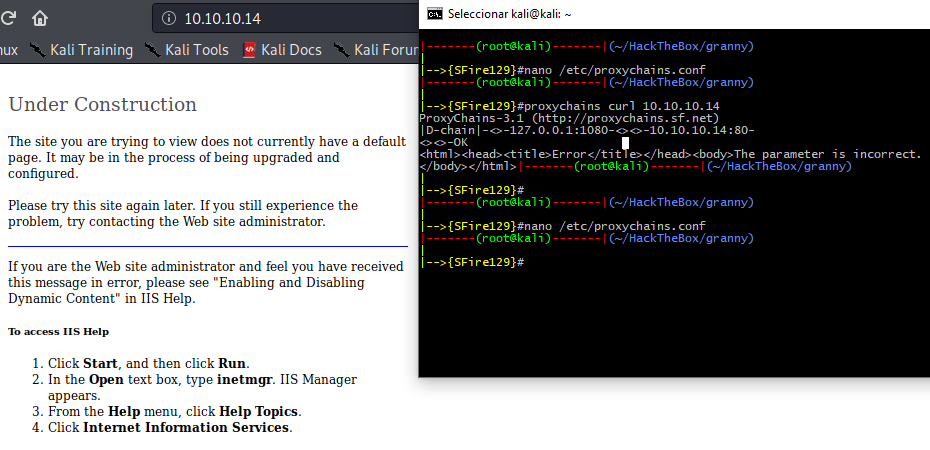 10.10.10.14
nux Kali Training Kali Tools Kali Docs Kali Forur
Under Construction
The site you are trying to view does not currently have a default
page. It may be in the process of being upgraded and
configured.
Please try this site again later. If you still experience the
problem, try contacting the Web site administrator.
If you are the Web site administrator and feel you have received
this message in error, please see "Enabling and Disabling
Dynamic Content" in IIS Help.
To access IIS Help
1. Click Start, and then click Run.
2. In the Open text box, type inetmgr. IIS Manager
appears.
3. From the Help menu, click Help Topics.
4. Click Internet Information Services.
Seleccionar kali@kali: ~
|-------(root@kali)-------|(~/HackTheBox/granny)
|
|-->{SFire129}#nano /etc/proxychains.conf
|-------(root@kali)-------|(~/HackTheBox/granny)
|
|-->{SFire129}#proxychains curl 10.10.10.14
ProxyChains-3.1 (http://proxychains.sf.net)
|D-chain|-<>-127.0.0.1:1080-<><>-10.10.10.14:80-
<><>-OK
<html><head><title>Error</title></head><body>The parameter is incorrect.
</body></html>|-------(root@kali)-------|(~/HackTheBox/granny)
|
|-->{SFire129}#
|-------(root@kali)-------|(~/HackTheBox/granny)
|
|-->{SFire129}#nano /etc/proxychains.conf
|-------(root@kali)-------|(~/HackTheBox/granny)
|
|-->{SFire129}#